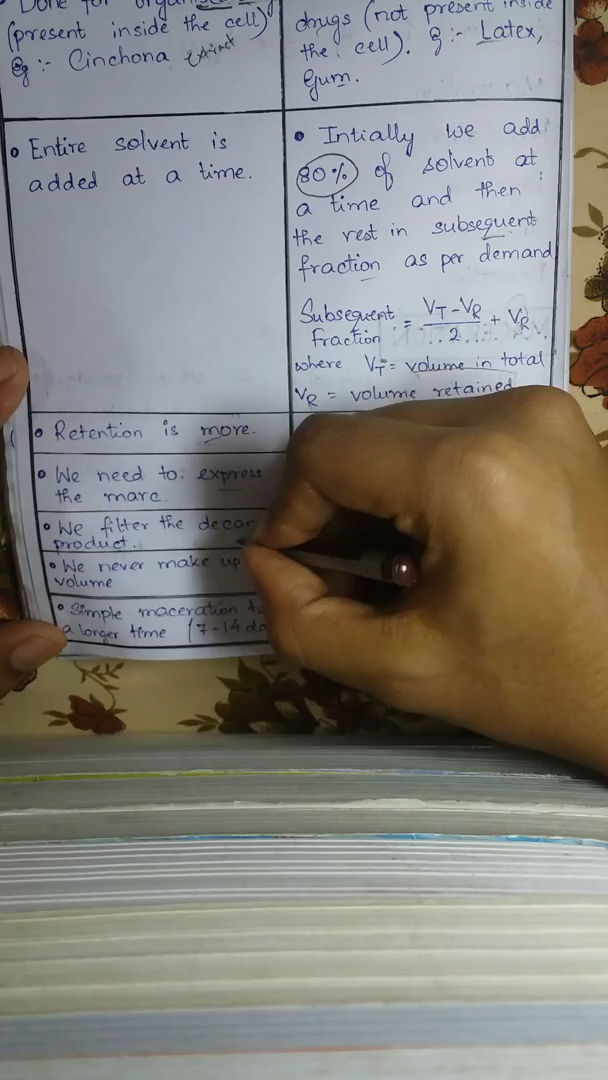 Done for
(present inside the cell)
Eg :- Cinchona extract
• Entire solvent is
added at a time.
• Retention is more.
• We need to express
the marc.
• We filter the decan
product.
• We never make up
volume
• Simple maceration t
a longer time (7-14 da
drugs (not present inside
the cell). g :- Latex,
Gum.
• Intially we add
80% of solvent at
a time and then
the rest in subsequent
fraction as per demand
Subsequent fraction = VT-VR/2 + VR
where VT = volume in total
VR = volume retained